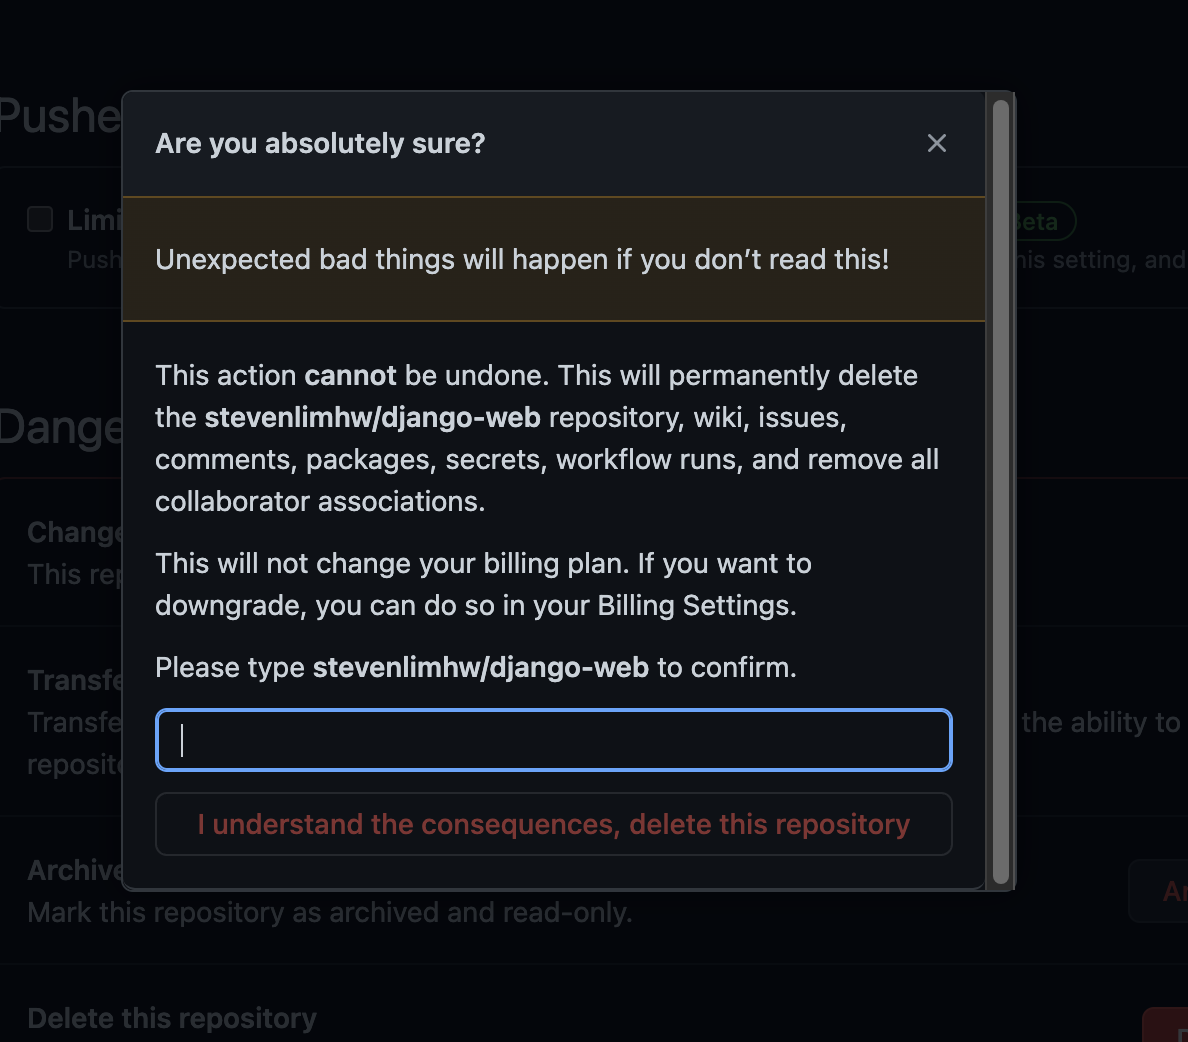 Pushe
Are you absolutely sure?
Limi
Beta
Push
his setting, and
Unexpected bad things will happen if you don’t read this!
This action cannot be undone. This will permanently delete
the stevenlimhw/django-web repository, wiki, issues,
comments, packages, secrets, workflow runs, and remove all
collaborator associations.
Dange
Change
This rep
This will not change your billing plan. If you want to
downgrade, you can do so in your Billing Settings.
Please type stevenlimhw/django-web to confirm.
Transfe
Transfe
the ability to
reposito
I understand the consequences, delete this repository
Archive
Mark this repository as archived and read-only.
Ar
Delete this repository